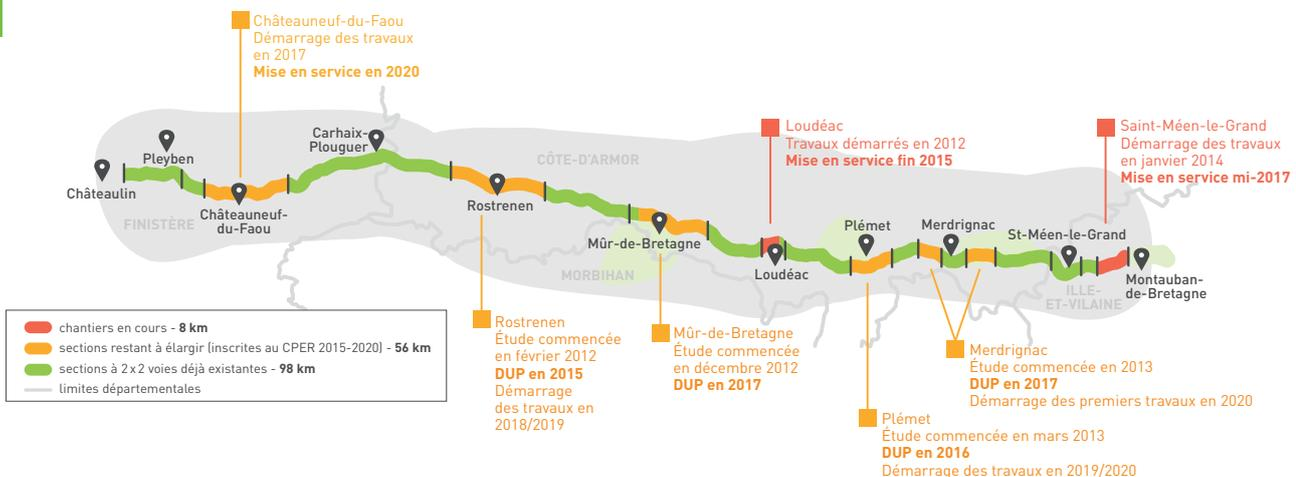 Châteauneuf-du-Faou
Démarrage des travaux
en 2017
Mise en service en 2020
Loudéac
Travaux démarrés en 2012
Mise en service fin 2015
Saint-Méen-le-Grand
Démarrage des travaux
en janvier 2014
Mise en service mi-2017
Châteaulin
Pleyben
Châteauneuf-
du-Faou
Carhaix-
Plouguer
Rostrenen
Mûr-de-Bretagne
Loudéac
Plémet
Merdrignac
St-Méen-le-Grand
Montauban-
de-Bretagne
FINISTÈRE
CÔTE-D'ARMOR
MORBIHAN
ILLE-
ET-VILAINE
chantiers en cours - 8 km
sections restant à élargir (inscrites au CPER 2015-2020) - 56 km
sections à 2x2 voies déjà existantes - 98 km
limites départementales
Rostrenen
Étude commencée
en février 2012
DUP en 2015
Démarrage
des travaux en
2018/2019
Mûr-de-Bretagne
Étude commencée
en décembre 2012
DUP en 2017
Merdrignac
Étude commencée en 2013
DUP en 2017
Démarrage des premiers travaux en 2020
Plémet
Étude commencée en mars 2013
DUP en 2016
Démarrage des travaux en 2019/2020